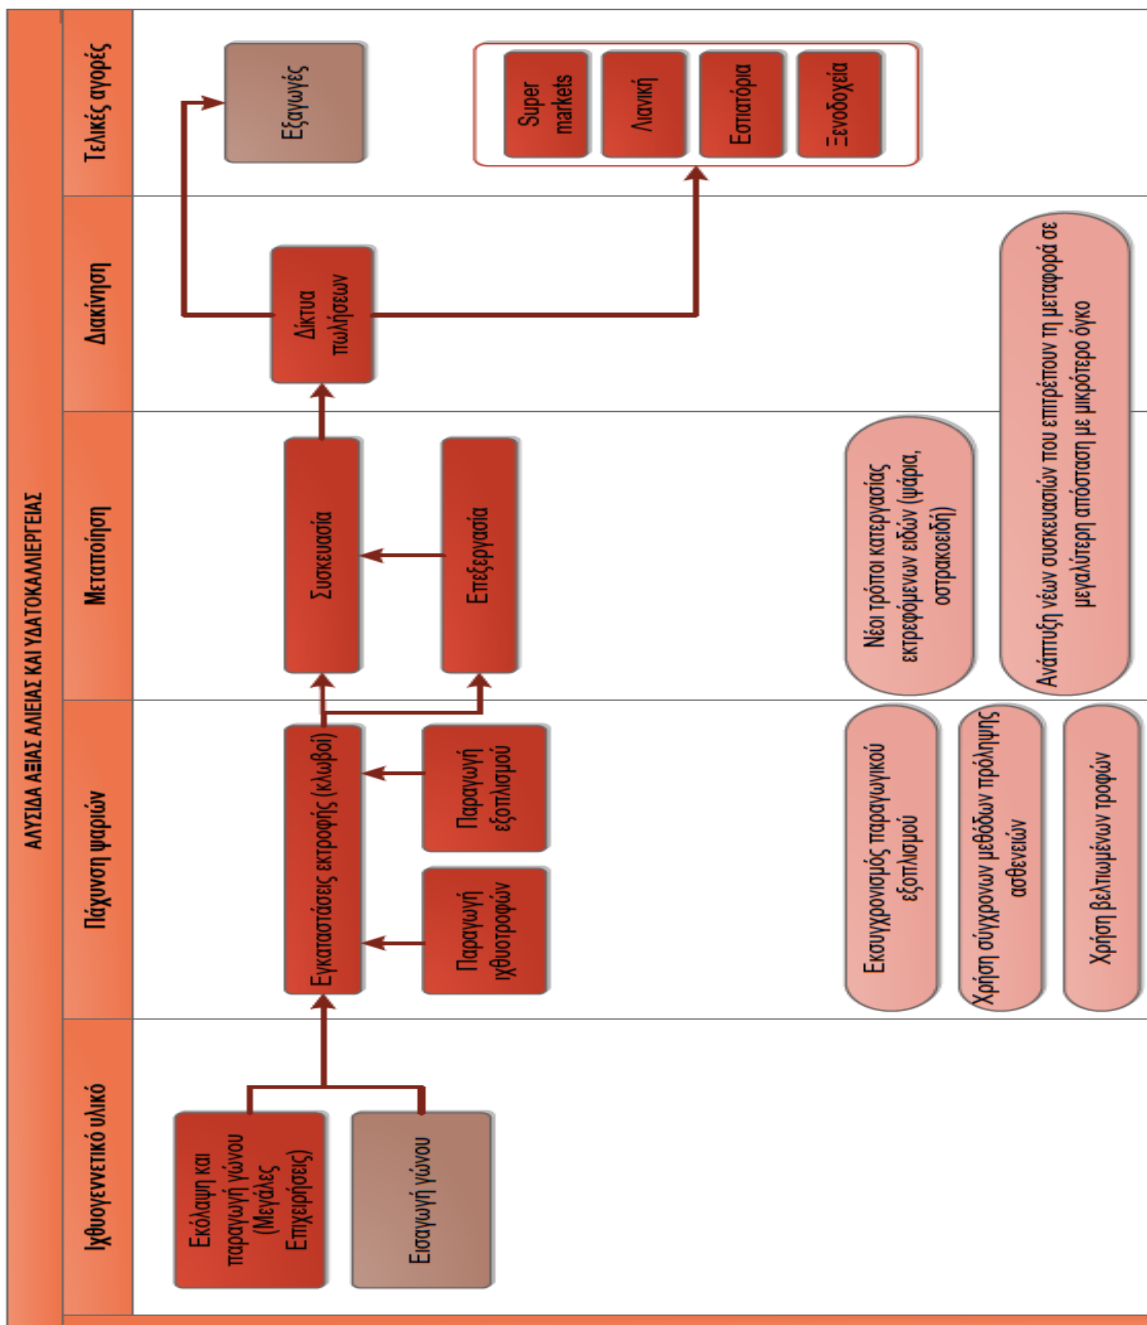 ΑΛΥΣΙΔΑ ΑΞΙΑΣ ΑΛΙΕΙΑΣ ΚΑΙ ΥΔΑΤΟΚΑΛΛΙΕΡΓΕΙΑΣ
Ιχθυογεννετικό υλικό
Πάχυνση ψαριών
Μεταποίηση
Διακίνηση
Τελικές αγορές
Εκόλαψη και
παραγωγή γώνου
(Μεγάλες
Επιχειρήσεις)
Εισαγωγή γώνου
Εγκαταστάσεις εκτροφής (κλωβοί)
Παραγωγή
ιχθυοτροφών
Παραγωγή
εξοπλισμού
Συσκευασία
Επεξεργασία
Δίκτυα
πωλήσεων
Εξαγωγές
Super
markets
Λιανική
Εστιατόρια
Ξενοδοχεία
Εκσυγχρονισμός παραγωγικού
εξοπλισμού
Χρήση σύγχρονων μεθόδων πρόληψης
ασθενειών
Χρήση βελτιωμένων τροφών
Νέοι τρόποι κατεργασίας
εκτρεφόμενων ειδών (ψάρια,
οστρακοειδή)
Ανάπτυξη νέων συσκευασιών που επιτρέπουν τη μεταφορά σε
μεγαλύτερη απόσταση με μικρότερο όγκο